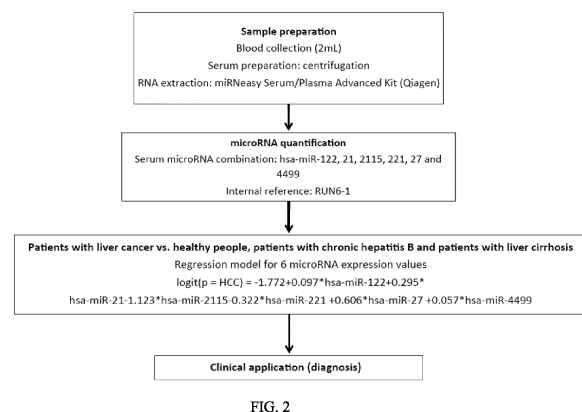 Sample preparation
Blood collection (2mL)
Serum preparation: centrifugation
RNA extraction: miRNeasy Serum/Plasma Advanced Kit (Qiagen)
microRNA quantification
Serum microRNA combination: hsa-miR-122, 21, 2115, 221, 27 and
4499
Internal reference: RUN6-1
Patients with liver cancer vs. healthy people, patients with chronic hepatitis B and patients with liver cirrhosis
Regression model for 6 microRNA expression values
logit(p = HCC) = -1.772+0.097*hsa-miR-122+0.295*
hsa-miR-21-1.123*hsa-miR-2115-0.322*hsa-miR-221 +0.606*hsa-miR-27 +0.057*hsa-miR-4499
Clinical application (diagnosis)
FIG. 2